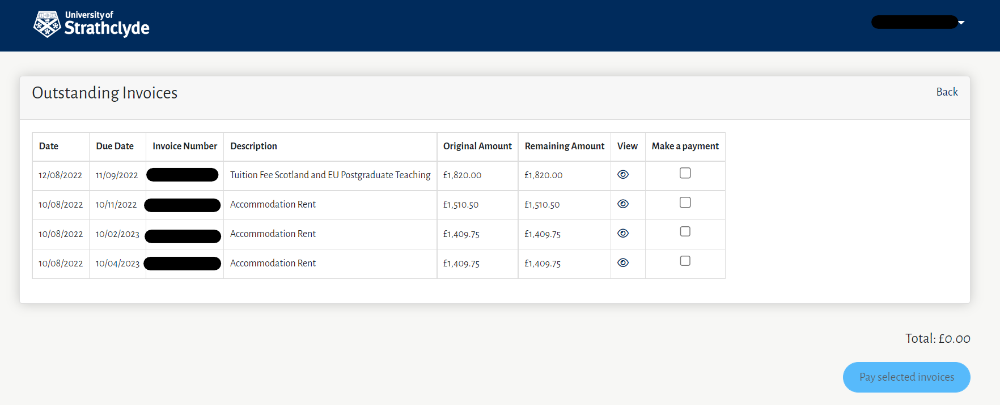 University of
Strathclyde
Outstanding Invoices Back
Date Due Date Invoice Number Description Original Amount Remaining Amount View Make a payment
12/08/2022 11/09/2022 Tuition Fee Scotland and EU Postgraduate Teaching £1,820.00 £1,820.00
10/08/2022 10/11/2022 Accommodation Rent £1,510.50 £1,510.50
10/08/2022 10/02/2023 Accommodation Rent £1,409.75 £1,409.75
10/08/2022 10/04/2023 Accommodation Rent £1,409.75 £1,409.75
Total: £0.00
Pay selected invoices